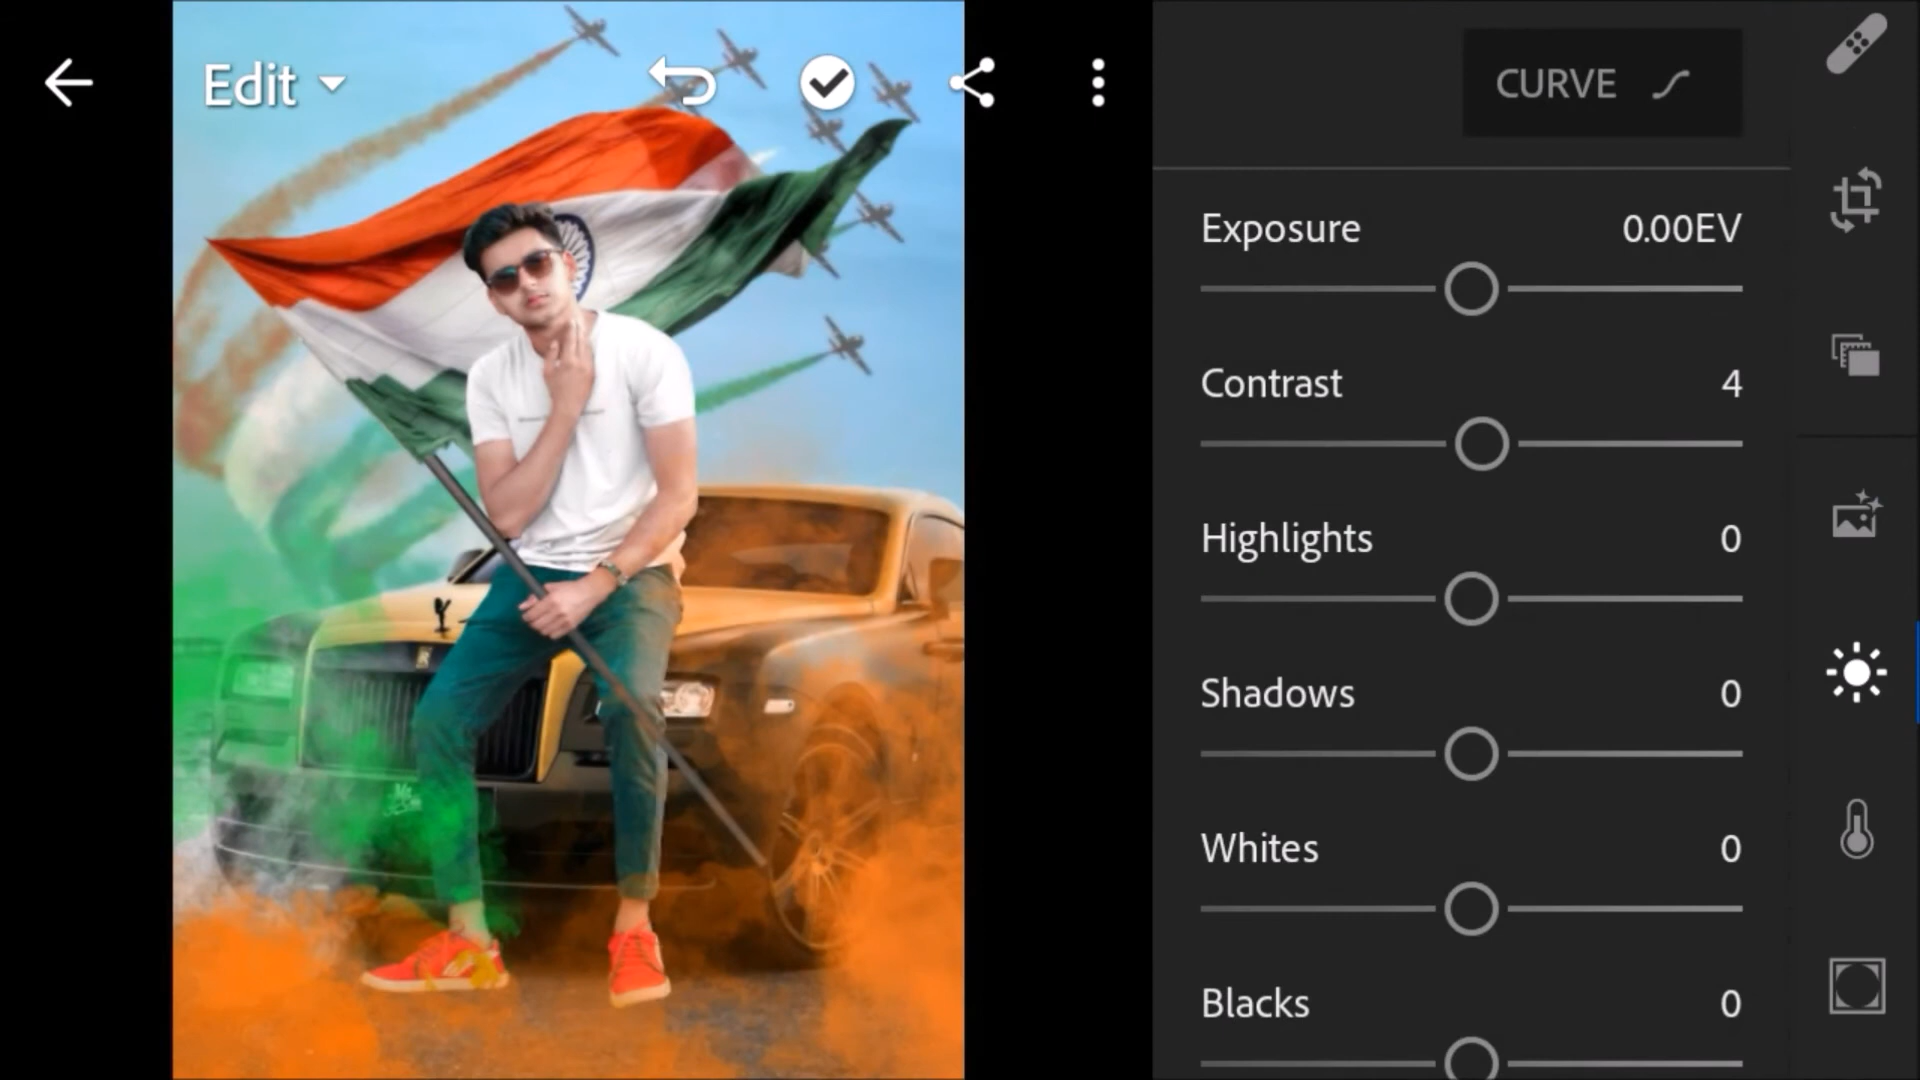 Edit
CURVE
Exposure 0.00EV
Contrast 4
Highlights 0
Shadows 0
Whites 0
Blacks 0